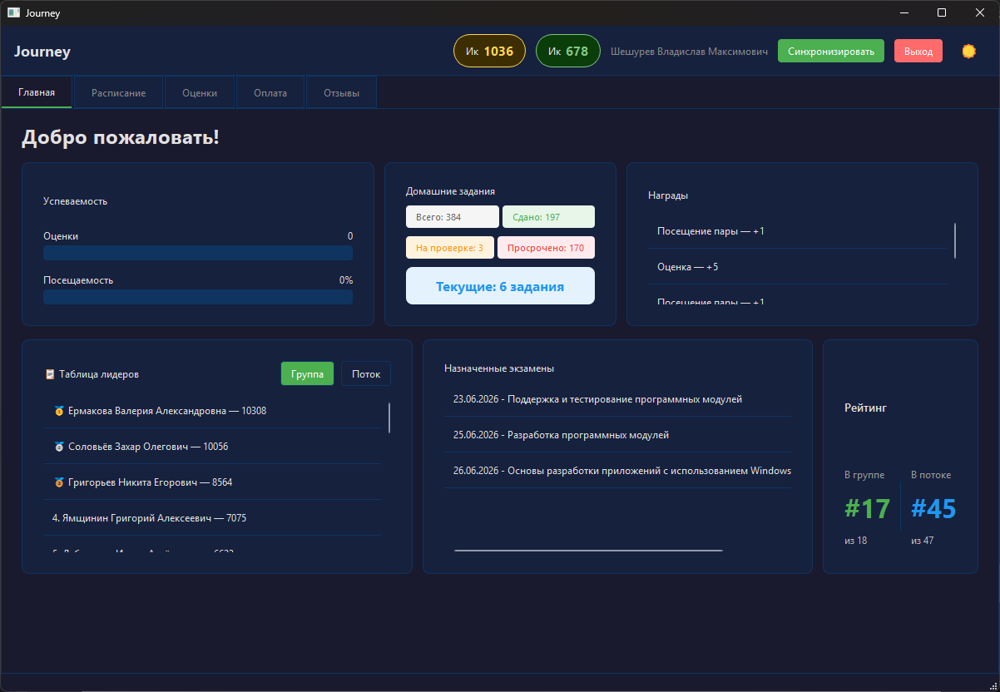 Journey
Journey
Ик 1036
Ик 678
Шешурев Владислав Максимович
Синхронизировать
Выход
Главная
Расписание
Оценки
Оплата
Отзывы
Добро пожаловать!
Успеваемость
Оценки 0
Посещаемость 0%
Домашние задания
Всего: 384
Сдано: 197
На проверке: 3
Просрочено: 170
Текущие: 6 задания
Награды
Посещение пары — +1
Оценка — +5
Посещение пары — +1
Таблица лидеров
Группа
Поток
Ермакова Валерия Александровна — 10308
Соловьёв Захар Олегович — 10056
Григорьев Никита Егорович — 8564
4. Ямщинин Григорий Алексеевич — 7075
Назначенные экзамены
23.06.2026 - Поддержка и тестирование программных модулей
25.06.2026 - Разработка программных модулей
26.06.2026 - Основы разработки приложений с использованием Windows
Рейтинг
В группе
#17
из 18
В потоке
#45
из 47